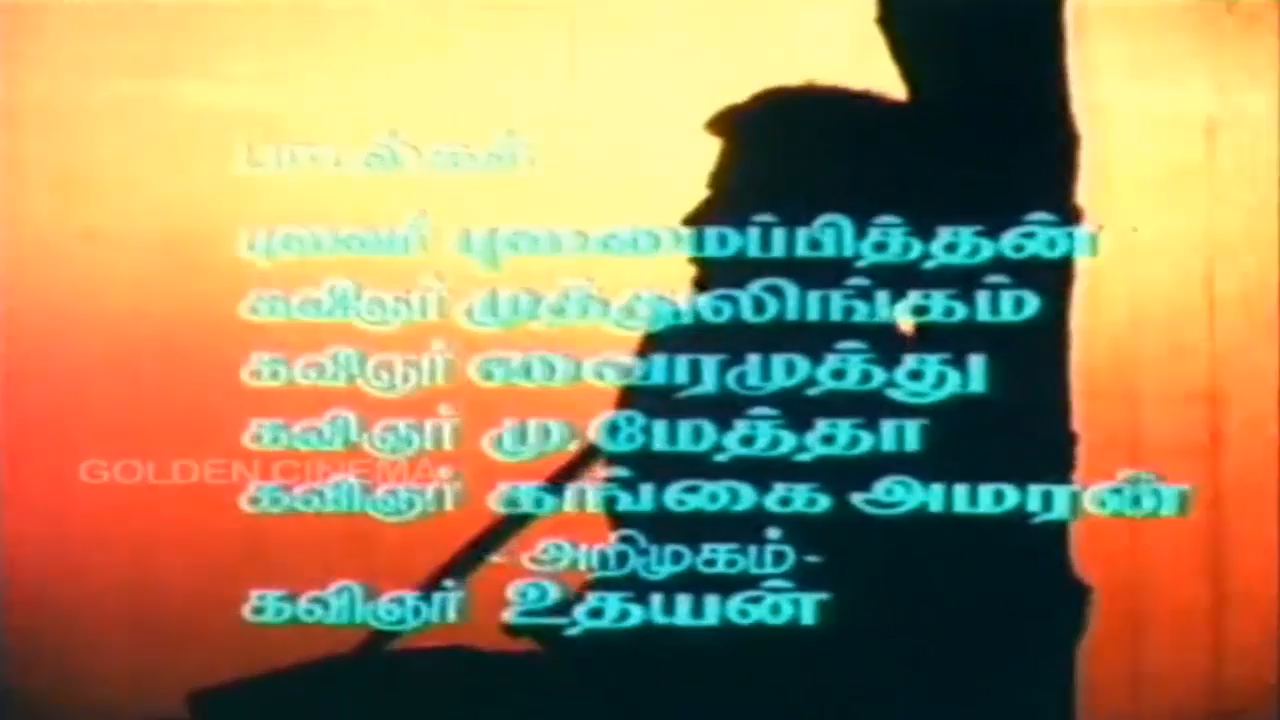 பாடல்கள்
புலவர் புலமைப்பித்தன்
கவிஞர் முத்துலிங்கம்
கவிஞர் வைரமுத்து
கவிஞர் மு. மேத்தா
GOLDEN CINEMA
கவிஞர் கங்கை அமரன்
- அறிமுகம் -
கவிஞர் உதயன்